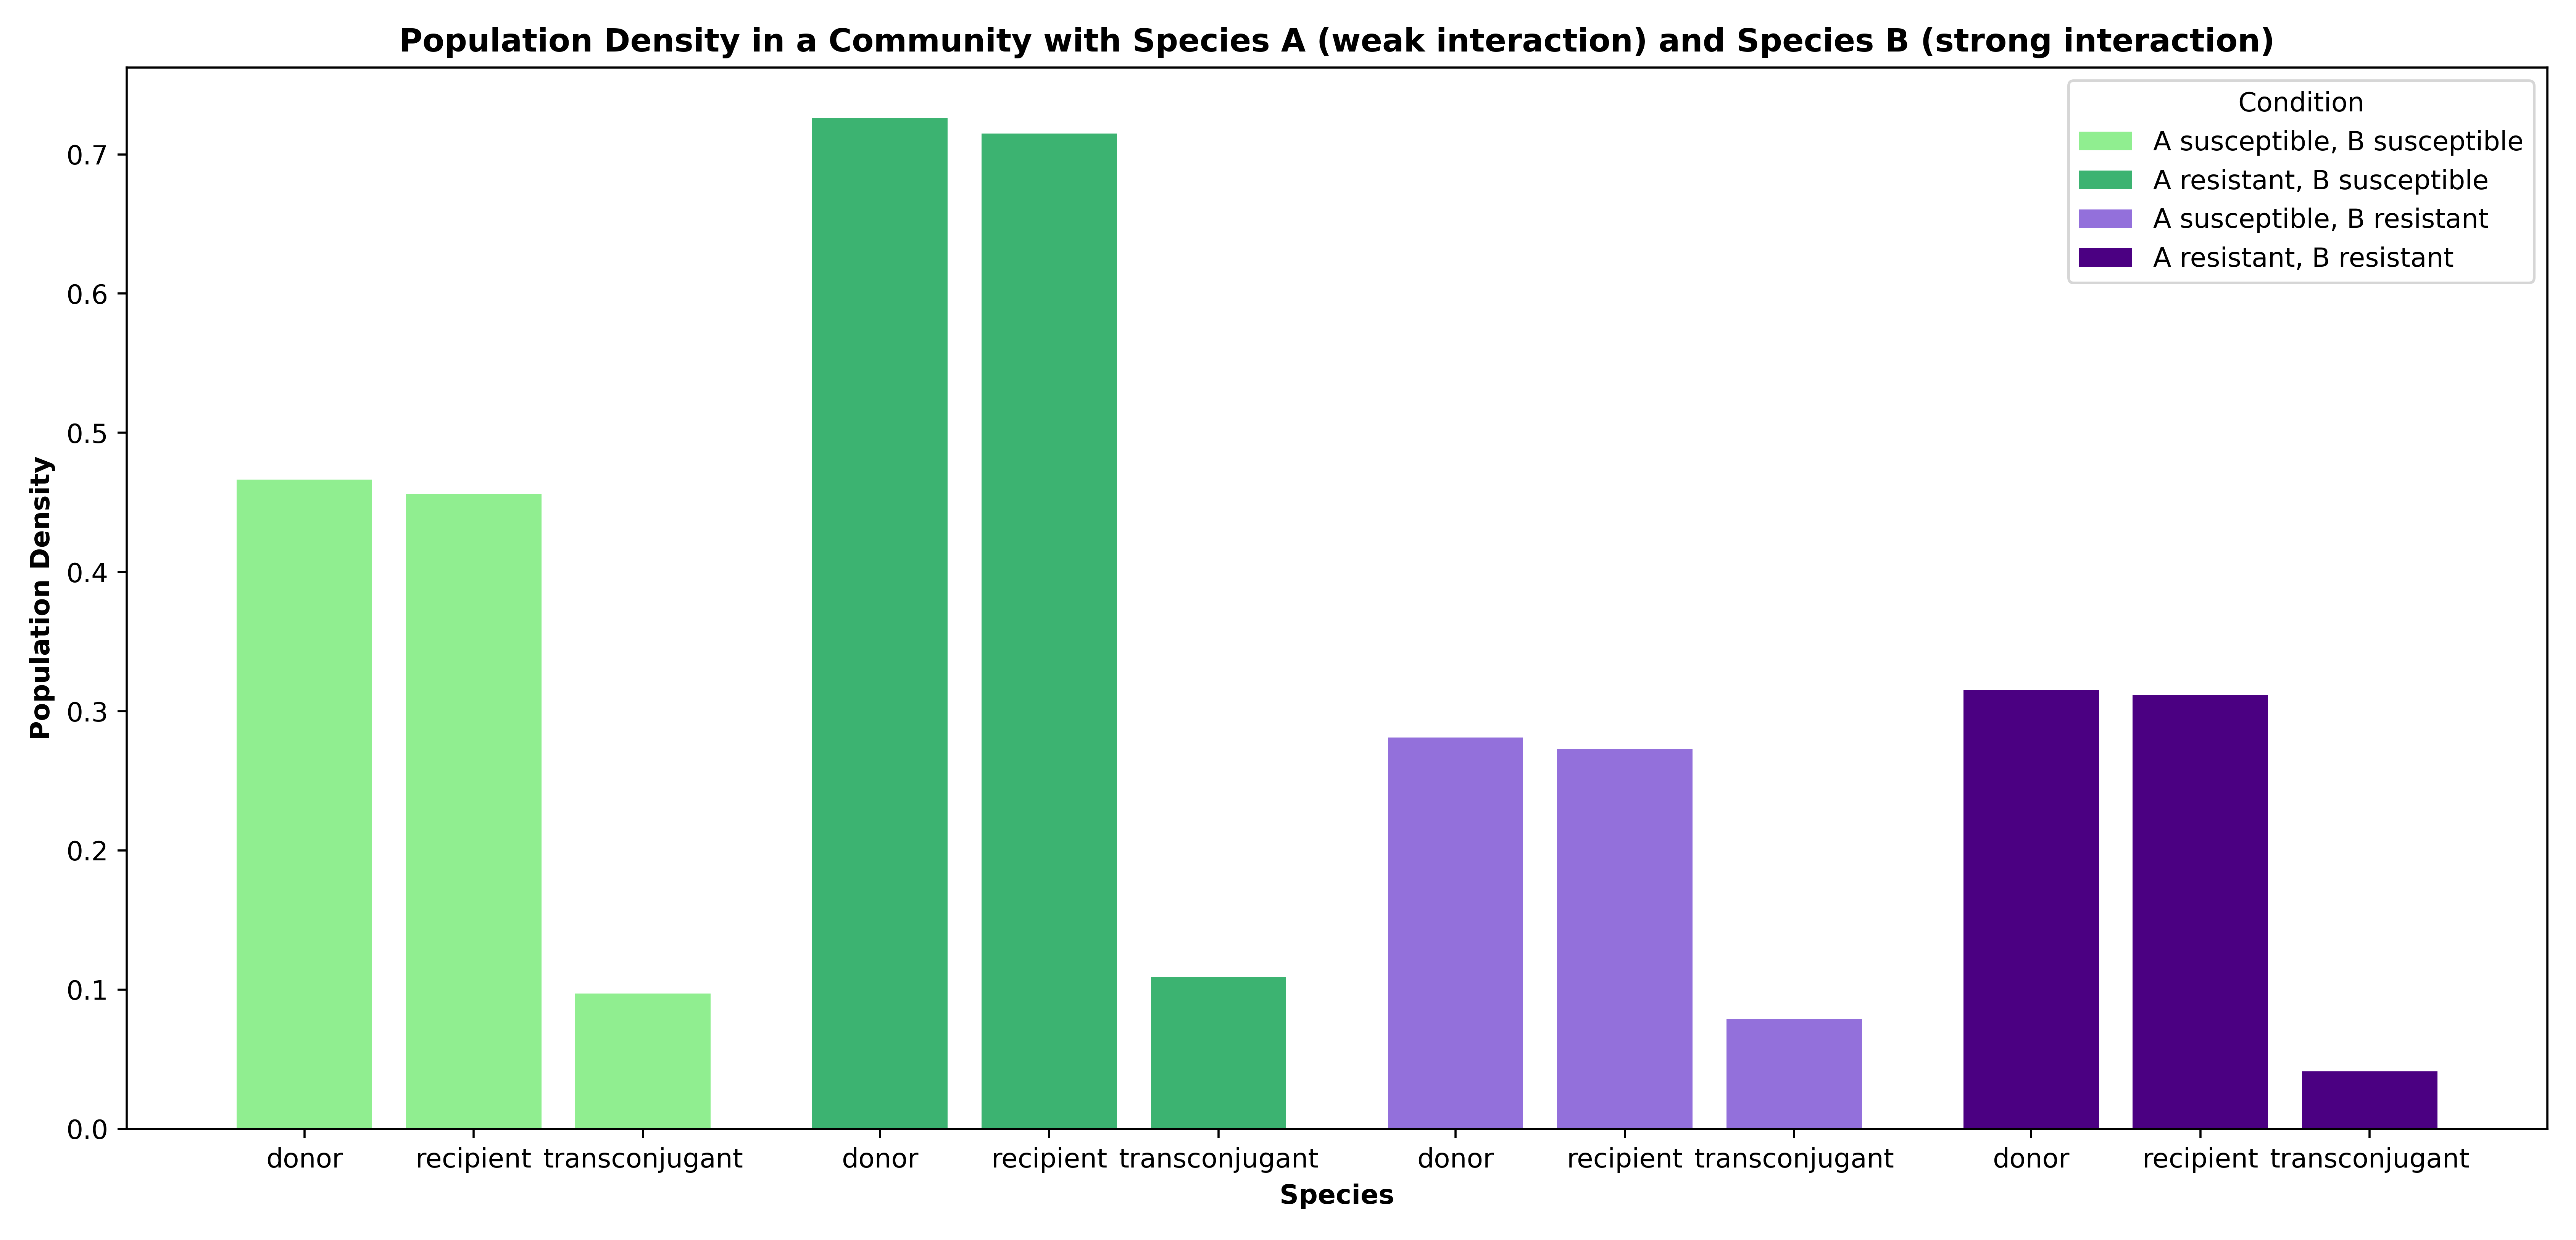 Population Density in a Community with Species A (weak interaction) and Species B (strong interaction)
Condition
A susceptible, B susceptible
A resistant, B susceptible
A susceptible, B resistant
A resistant, B resistant
Population Density
0.7
0.6
0.5
0.4
0.3
0.2
0.1
0.0
donor recipient transconjugant donor recipient transconjugant donor recipient transconjugant donor recipient transconjugant
Species